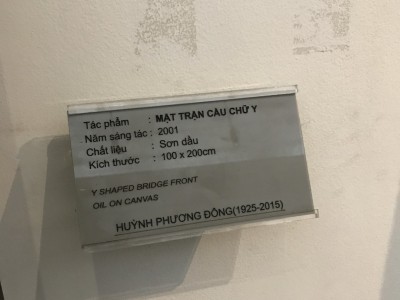 Tác phẩm : MẶT TRẬN CẦU CHỮ Y
Năm sáng tác : 2001
Chất liệu : Sơn dầu
Kích thước : 100 x 200cm
Y SHAPED BRIDGE FRONT
OIL ON CANVAS
HUỲNH PHƯƠNG ĐÔNG(1925-2015)